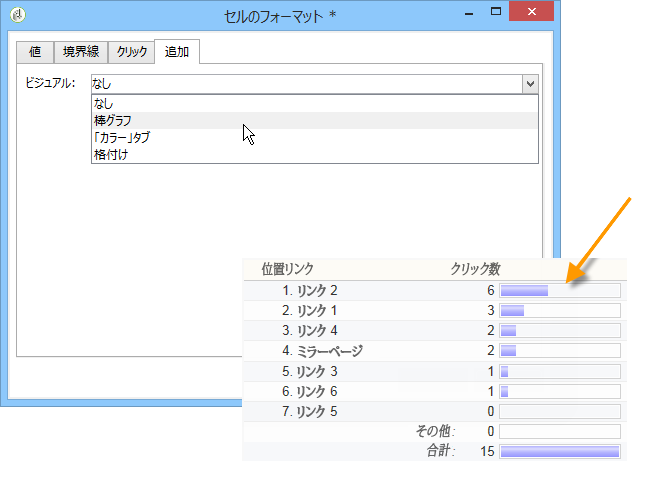 セルのフォーマット *
値 境界線 クリック 追加
ビジュアル: なし
なし
棒グラフ
「カラー」タブ
格付け
位置リンク クリック数
1. リンク 2 6
2. リンク 1 3
3. リンク 4 2
4. ミラーページ 2
5. リンク 3 1
6. リンク 6 1
7. リンク 5 0
その他: 0
合計: 15